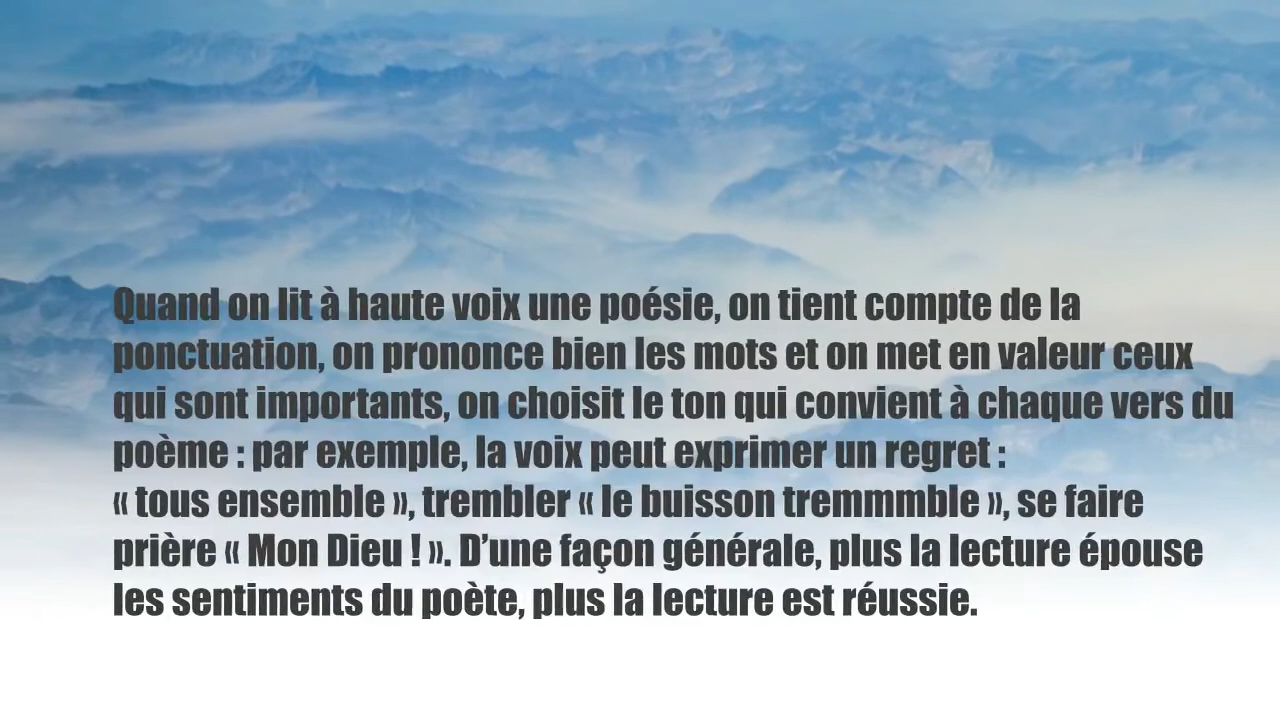 Quand on lit à haute voix une poésie, on tient compte de la
ponctuation, on prononce bien les mots et on met en valeur ceux
qui sont importants, on choisit le ton qui convient à chaque vers du
poème : par exemple, la voix peut exprimer un regret :
« tous ensemble », trembler « le buisson tremmmble », se faire
prière « Mon Dieu ! ». D’une façon générale, plus la lecture épouse
les sentiments du poète, plus la lecture est réussie.